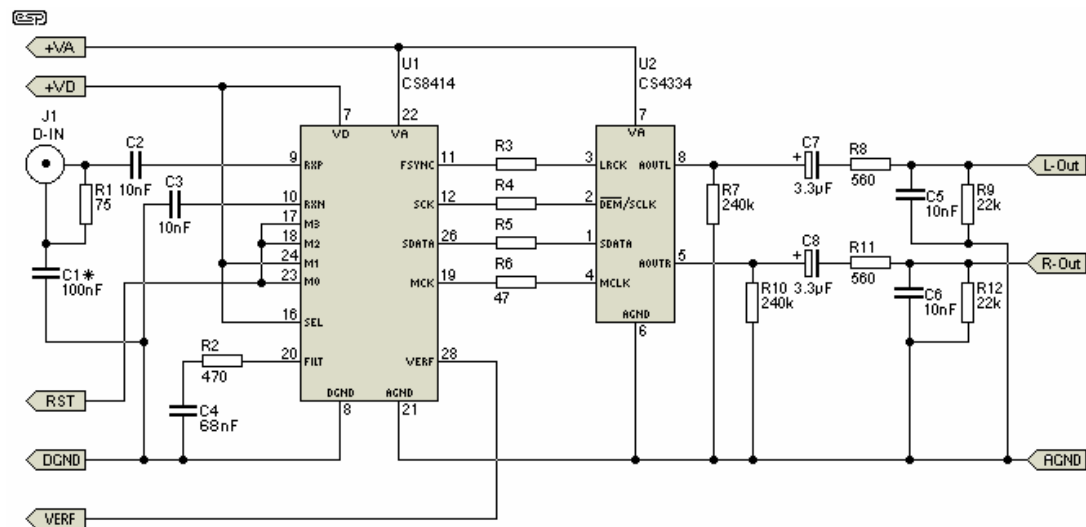 esp
+VA
+VD
U1
CS8414
U2
CS4334
J1
D-IN
7
22
7
VD
VA
VA
C2
10nF
9
RXP
FSYNC
11
R3
3
LRCK
AOUTL
8
C7
+
3.3µF
R8
560
L-Out
R1
75
C3
10nF
10
RXN
SCK
12
R4
2
DEM/SCLK
R7
240k
C5
10nF
R9
22k
17
M3
18
M2
SDATA
26
R5
1
SDATA
24
M1
AOUTR
5
C8
+
3.3µF
R11
560
R-Out
C1*
100nF
23
M0
MCK
19
R6
47
4
MCLK
R10
240k
C6
10nF
R12
22k
16
SEL
AGND
6
R2
470
20
FILT
VERF
28
RST
C4
68nF
DGND
8
AGND
21
DGND
AGND
VERF